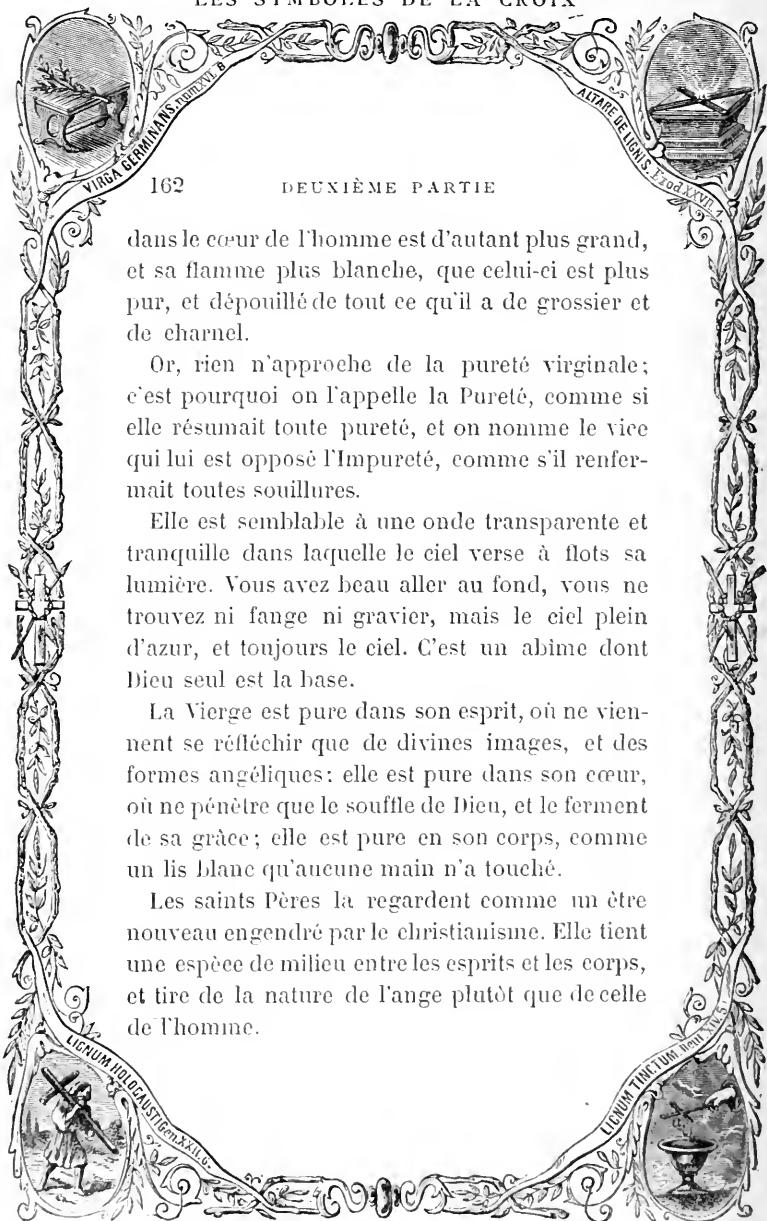 LES SYMBOLES DE LA CROIX
VIRGA GERMINANS. num XVI. 8
ALTARE DE LIGNIS. Exod. XXVII. 1.
162 DEUXIÈME PARTIE
dans le cœur de l'homme est d'autant plus grand,
et sa flamme plus blanche, que celui-ci est plus
pur, et dépouillé de tout ce qu'il a de grossier et
de charnel.
Or, rien n'approche de la pureté virginale;
c'est pourquoi on l'appelle la Pureté, comme si
elle résumait toute pureté, et on nomme le vice
qui lui est opposé l'Impureté, comme s'il renfer-
mait toutes souillures.
Elle est semblable à une onde transparente et
tranquille dans laquelle le ciel verse à flots sa
lumière. Vous avez beau aller au fond, vous ne
trouvez ni fange ni gravier, mais le ciel plein
d'azur, et toujours le ciel. C'est un abîme dont
Dieu seul est la base.
La Vierge est pure dans son esprit, où ne vien-
nent se réfléchir que de divines images, et des
formes angéliques: elle est pure dans son cœur,
où ne pénètre que le souffle de Dieu, et le ferment
de sa grâce; elle est pure en son corps, comme
un lis blanc qu'aucune main n'a touché.
Les saints Pères la regardent comme un être
nouveau engendré par le christianisme. Elle tient
une espèce de milieu entre les esprits et les corps,
et tire de la nature de l'ange plutôt que de celle
de l'homme.
LIGNUM HOLOCAUSTI Gen. XXII. 6.
LIGNUM TINCTUM. XIV. 5